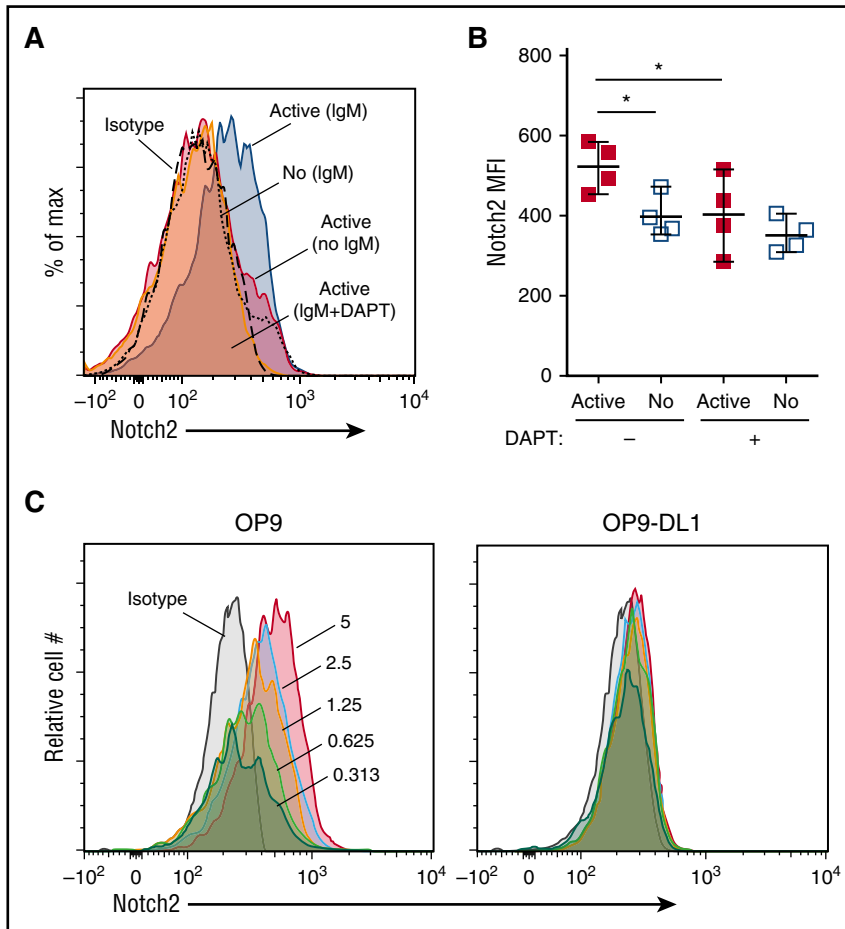 A
Isotype
Active (IgM)
No (IgM)
Active
(no IgM)
Active
(IgM+DAPT)
% of max
–10² 0 10² 10³ 10⁴
Notch2
B
800
600
400
200
0
Notch2 MFI
*
*
Active No Active No
DAPT: – +
C
OP9
Isotype
5
2.5
1.25
0.625
0.313
Relative cell #
–10² 0 10² 10³ 10⁴
Notch2
OP9-DL1
–10² 0 10² 10³ 10⁴